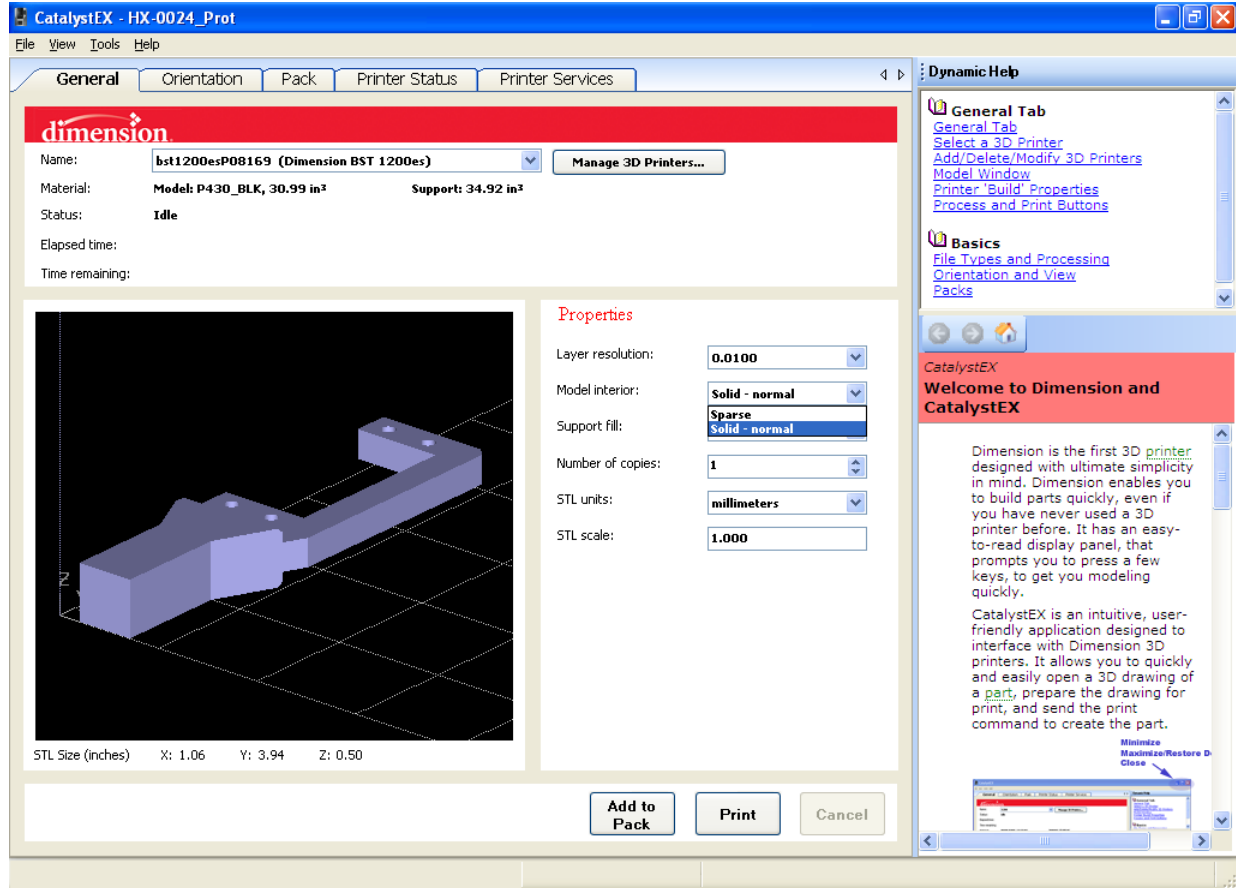 CatalystEX - HX-0024_Prot
File View Tools Help
General Orientation Pack Printer Status Printer Services
dimension.
Name: bst1200esP08169 (Dimension BST 1200es) Manage 3D Printers...
Material: Model: P430_BLK, 30.99 in³ Support: 34.92 in³
Status: Idle
Elapsed time:
Time remaining:
Z
STL Size (inches) X: 1.06 Y: 3.94 Z: 0.50
Properties
Layer resolution: 0.0100
Model interior: Solid - normal
Sparse
Solid - normal
Support fill:
Number of copies: 1
STL units: millimeters
STL scale: 1.000
Add to
Pack
Print
Cancel
Dynamic Help
General Tab
General Tab
Select a 3D Printer
Add/Delete/Modify 3D Printers
Model Window
Printer 'Build' Properties
Process and Print Buttons
Basics
File Types and Processing
Orientation and View
Packs
CatalystEX
Welcome to Dimension and
CatalystEX
Dimension is the first 3D printer
designed with ultimate simplicity
in mind. Dimension enables you
to build parts quickly, even if
you have never used a 3D
printer before. It has an easy-
to-read display panel, that
prompts you to press a few
keys, to get you modeling
quickly.
CatalystEX is an intuitive, user-
friendly application designed to
interface with Dimension 3D
printers. It allows you to quickly
and easily open a 3D drawing of
a part, prepare the drawing for
print, and send the print
command to create the part.
Minimize
Maximize/Restore D
Close